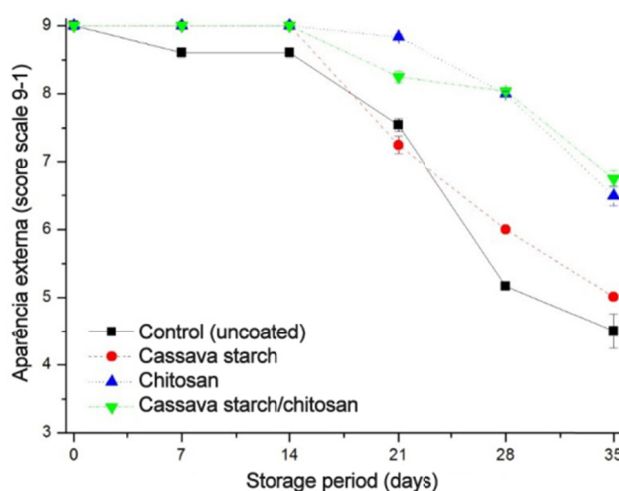 Aparência externa (score scale 9-1)
9
8
7
6
5
4
3
Control (uncoated)
Cassava starch
Chitosan
Cassava starch/chitosan
0 7 14 21 28 35
Storage period (days)